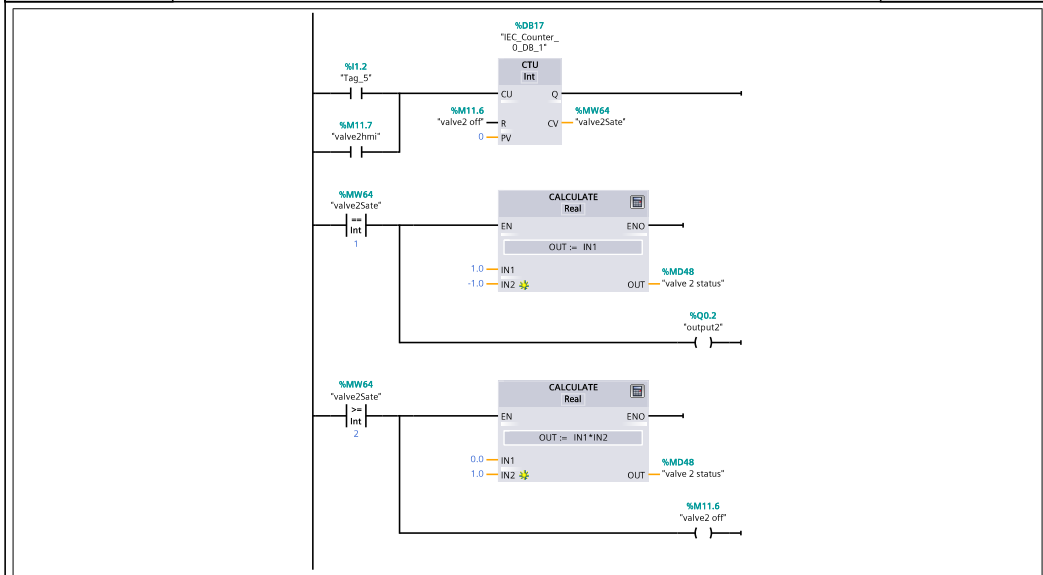 %DB17
"IEC_Counter_
0_DB_1"
CTU
Int
%I1.2
"Tag_5"
CU
Q
%M11.6
"valve2 off"
R
%MW64
CV
"valve2Sate"
0
PV
%M11.7
"valve2hmi"
%MW64
"valve2Sate"
==
Int
1
CALCULATE
Real
EN
ENO
OUT := IN1
1.0
IN1
-1.0
IN2
%MD48
OUT
"valve 2 status"
%Q0.2
"output2"
%MW64
"valve2Sate"
>=
Int
2
CALCULATE
Real
EN
ENO
OUT := IN1*IN2
0.0
IN1
1.0
IN2
%MD48
OUT
"valve 2 status"
%M11.6
"valve2 off"